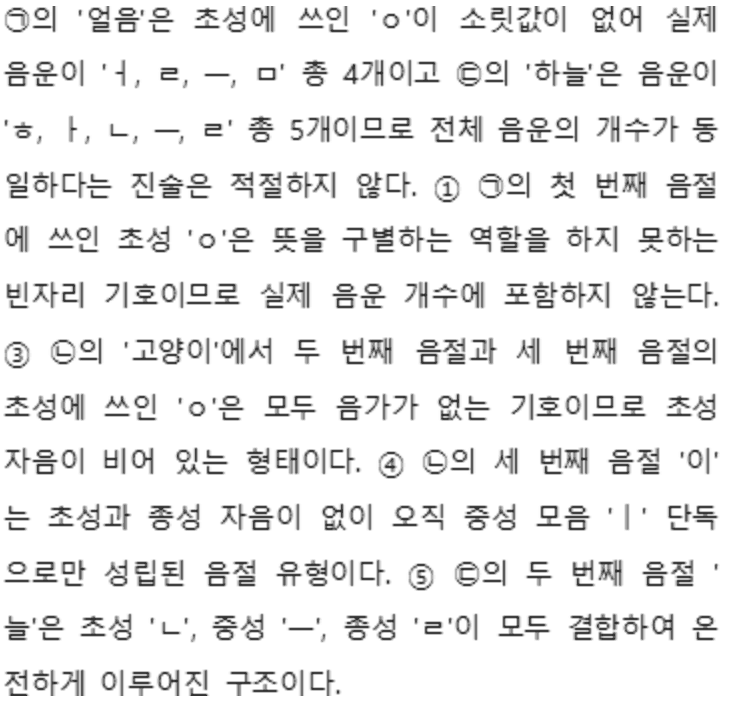 ㉠의 '얼음'은 초성에 쓰인 'ㅇ'이 소릿값이 없어 실제
음운이 'ㅓ, ㄹ, ㅡ, ㅁ' 총 4개이고 ㉢의 '하늘'은 음운이
'ㅎ, ㅏ, ㄴ, ㅡ, ㄹ' 총 5개이므로 전체 음운의 개수가 동
일하다는 진술은 적절하지 않다. ① ㉠의 첫 번째 음절
에 쓰인 초성 'ㅇ'은 뜻을 구별하는 역할을 하지 못하는
빈자리 기호이므로 실제 음운 개수에 포함하지 않는다.
③ ㉡의 '고양이'에서 두 번째 음절과 세 번째 음절의
초성에 쓰인 'ㅇ'은 모두 음가가 없는 기호이므로 초성
자음이 비어 있는 형태이다. ④ ㉡의 세 번째 음절 '이'
는 초성과 종성 자음이 없이 오직 중성 모음 'ㅣ' 단독
으로만 성립된 음절 유형이다. ⑤ ㉢의 두 번째 음절 '
늘'은 초성 'ㄴ', 중성 'ㅡ', 종성 'ㄹ'이 모두 결합하여 온
전하게 이루어진 구조이다.